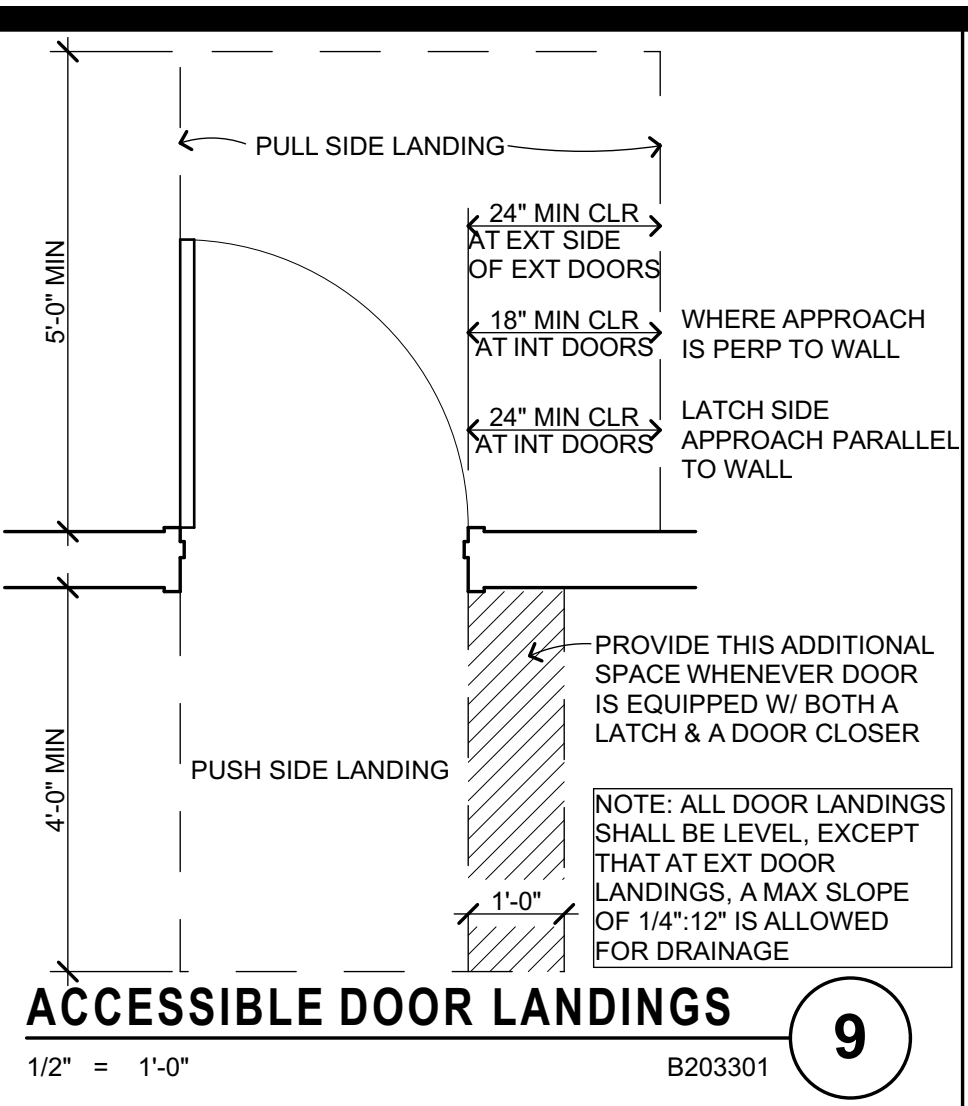 PULL SIDE LANDING
24" MIN CLR
AT EXT SIDE
OF EXT DOORS
5'-0" MIN
18" MIN CLR
AT INT DOORS
WHERE APPROACH
IS PERP TO WALL
24" MIN CLR
AT INT DOORS
LATCH SIDE
APPROACH PARALLEL
TO WALL
PROVIDE THIS ADDITIONAL
SPACE WHENEVER DOOR
IS EQUIPPED W/ BOTH A
LATCH & A DOOR CLOSER
4'-0" MIN
PUSH SIDE LANDING
NOTE: ALL DOOR LANDINGS
SHALL BE LEVEL, EXCEPT
THAT AT EXT DOOR
LANDINGS, A MAX SLOPE
OF 1/4":12" IS ALLOWED
FOR DRAINAGE
1'-0"
ACCESSIBLE DOOR LANDINGS
9
1/2" = 1'-0"
B203301